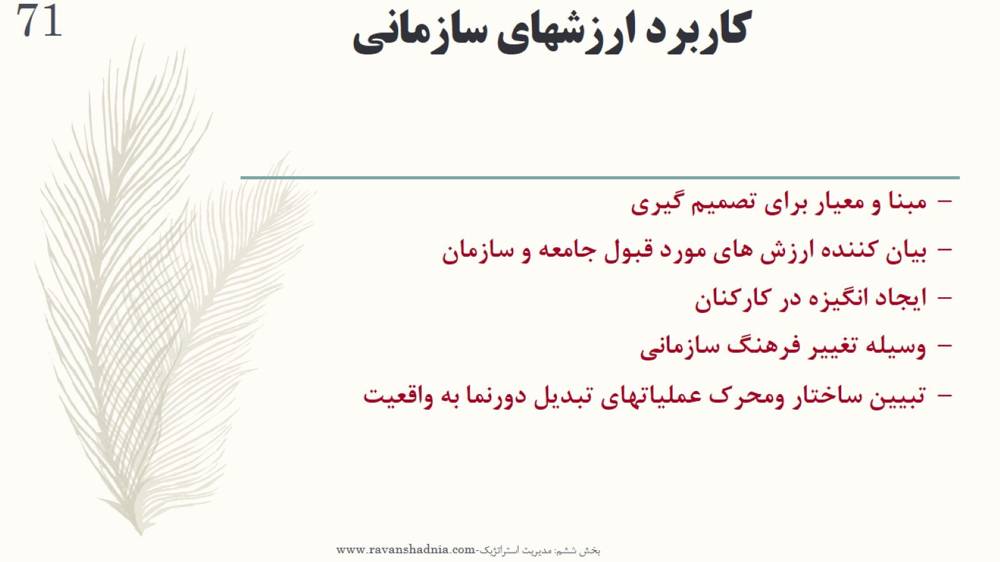 71
کاربرد ارزشهای سازمانی
– مبنا و معیار برای تصمیم گیری
– بیان کننده ارزش های مورد قبول جامعه و سازمان
– ایجاد انگیزه در کارکنان
– وسیله تغییر فرهنگ سازمانی
– تبیین ساختار ومحرک عملیاتهای تبدیل دورنما به واقعیت
بخش ششم: مدیریت استراتژیک-www.ravanshadnia.com